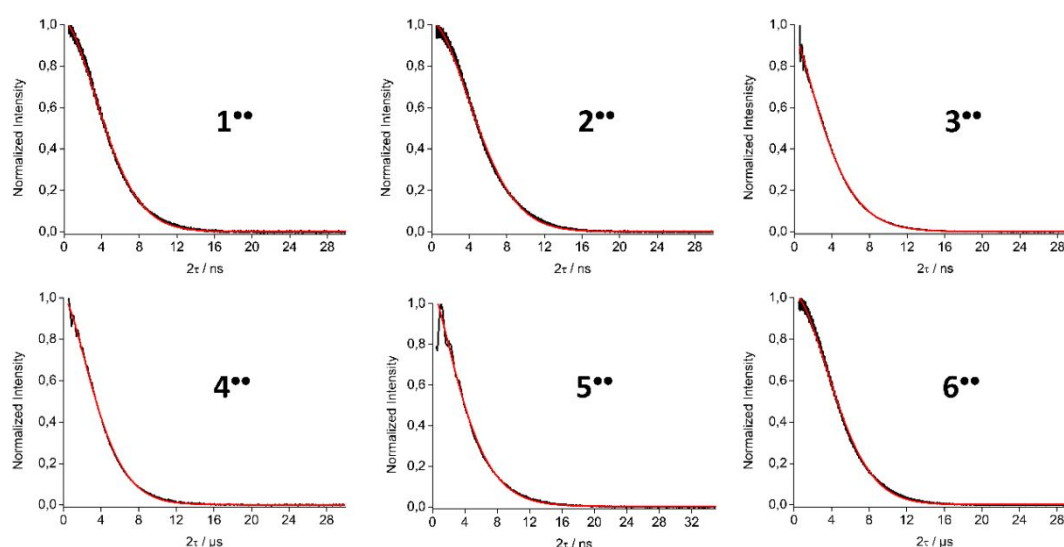 1,0
0,8
0,6
0,4
0,2
0,0
Normalized Intensity
1••
0 4 8 12 16 20 24 28
2τ / ns
1,0
0,8
0,6
0,4
0,2
0,0
Normalized Intensity
2••
0 4 8 12 16 20 24 28
2τ / ns
1,0
0,8
0,6
0,4
0,2
0,0
Normalized Intesnisty
3••
0 4 8 12 16 20 24 28
2τ / ns
1,0
0,8
0,6
0,4
0,2
0,0
Normalized Intensity
4••
0 4 8 12 16 20 24 28
2τ / μs
1,0
0,8
0,6
0,4
0,2
0,0
Normalized Intensity
5••
0 4 8 12 16 20 24 28 32
2τ / ns
1,0
0,8
0,6
0,4
0,2
0,0
Normalized Intensity
6••
0 4 8 12 16 20 24 28
2τ / μs